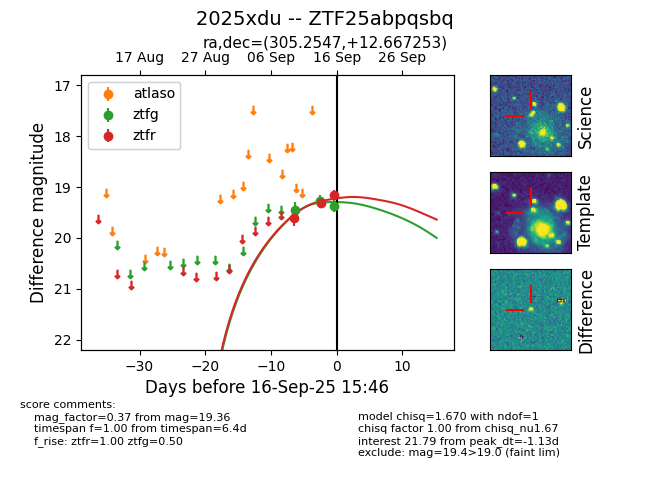 2025xdu -- ZTF25abpqsbq
ra,dec=(305.2547,+12.667253)
17 Aug 27 Aug 06 Sep 16 Sep 26 Sep
atlaso
ztfg
ztfr
17
18
19
20
21
22
Difference magnitude
−30 −20 −10 0 10
Days before 16-Sep-25 15:46
Science
Template
Difference
score comments:
mag_factor=0.37 from mag=19.36
timespan f=1.00 from timespan=6.4d
f_rise: ztfr=1.00 ztfg=0.50
model chisq=1.670 with ndof=1
chisq factor 1.00 from chisq_nu1.67
interest 21.79 from peak_dt=-1.13d
exclude: mag=19.4>19.0 (faint lim)